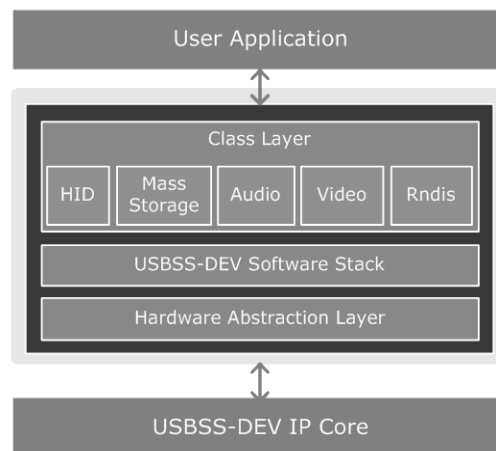 User Application
Class Layer
HID
Mass
Storage
Audio
Video
Rndis
USBSS-DEV Software Stack
Hardware Abstraction Layer
USBSS-DEV IP Core